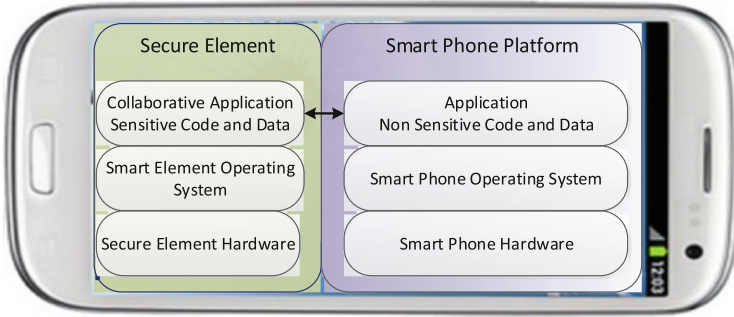 Secure Element
Smart Phone Platform
Collaborative Application
Sensitive Code and Data
Application
Non Sensitive Code and Data
Smart Element Operating
System
Smart Phone Operating System
Secure Element Hardware
Smart Phone Hardware
12:03